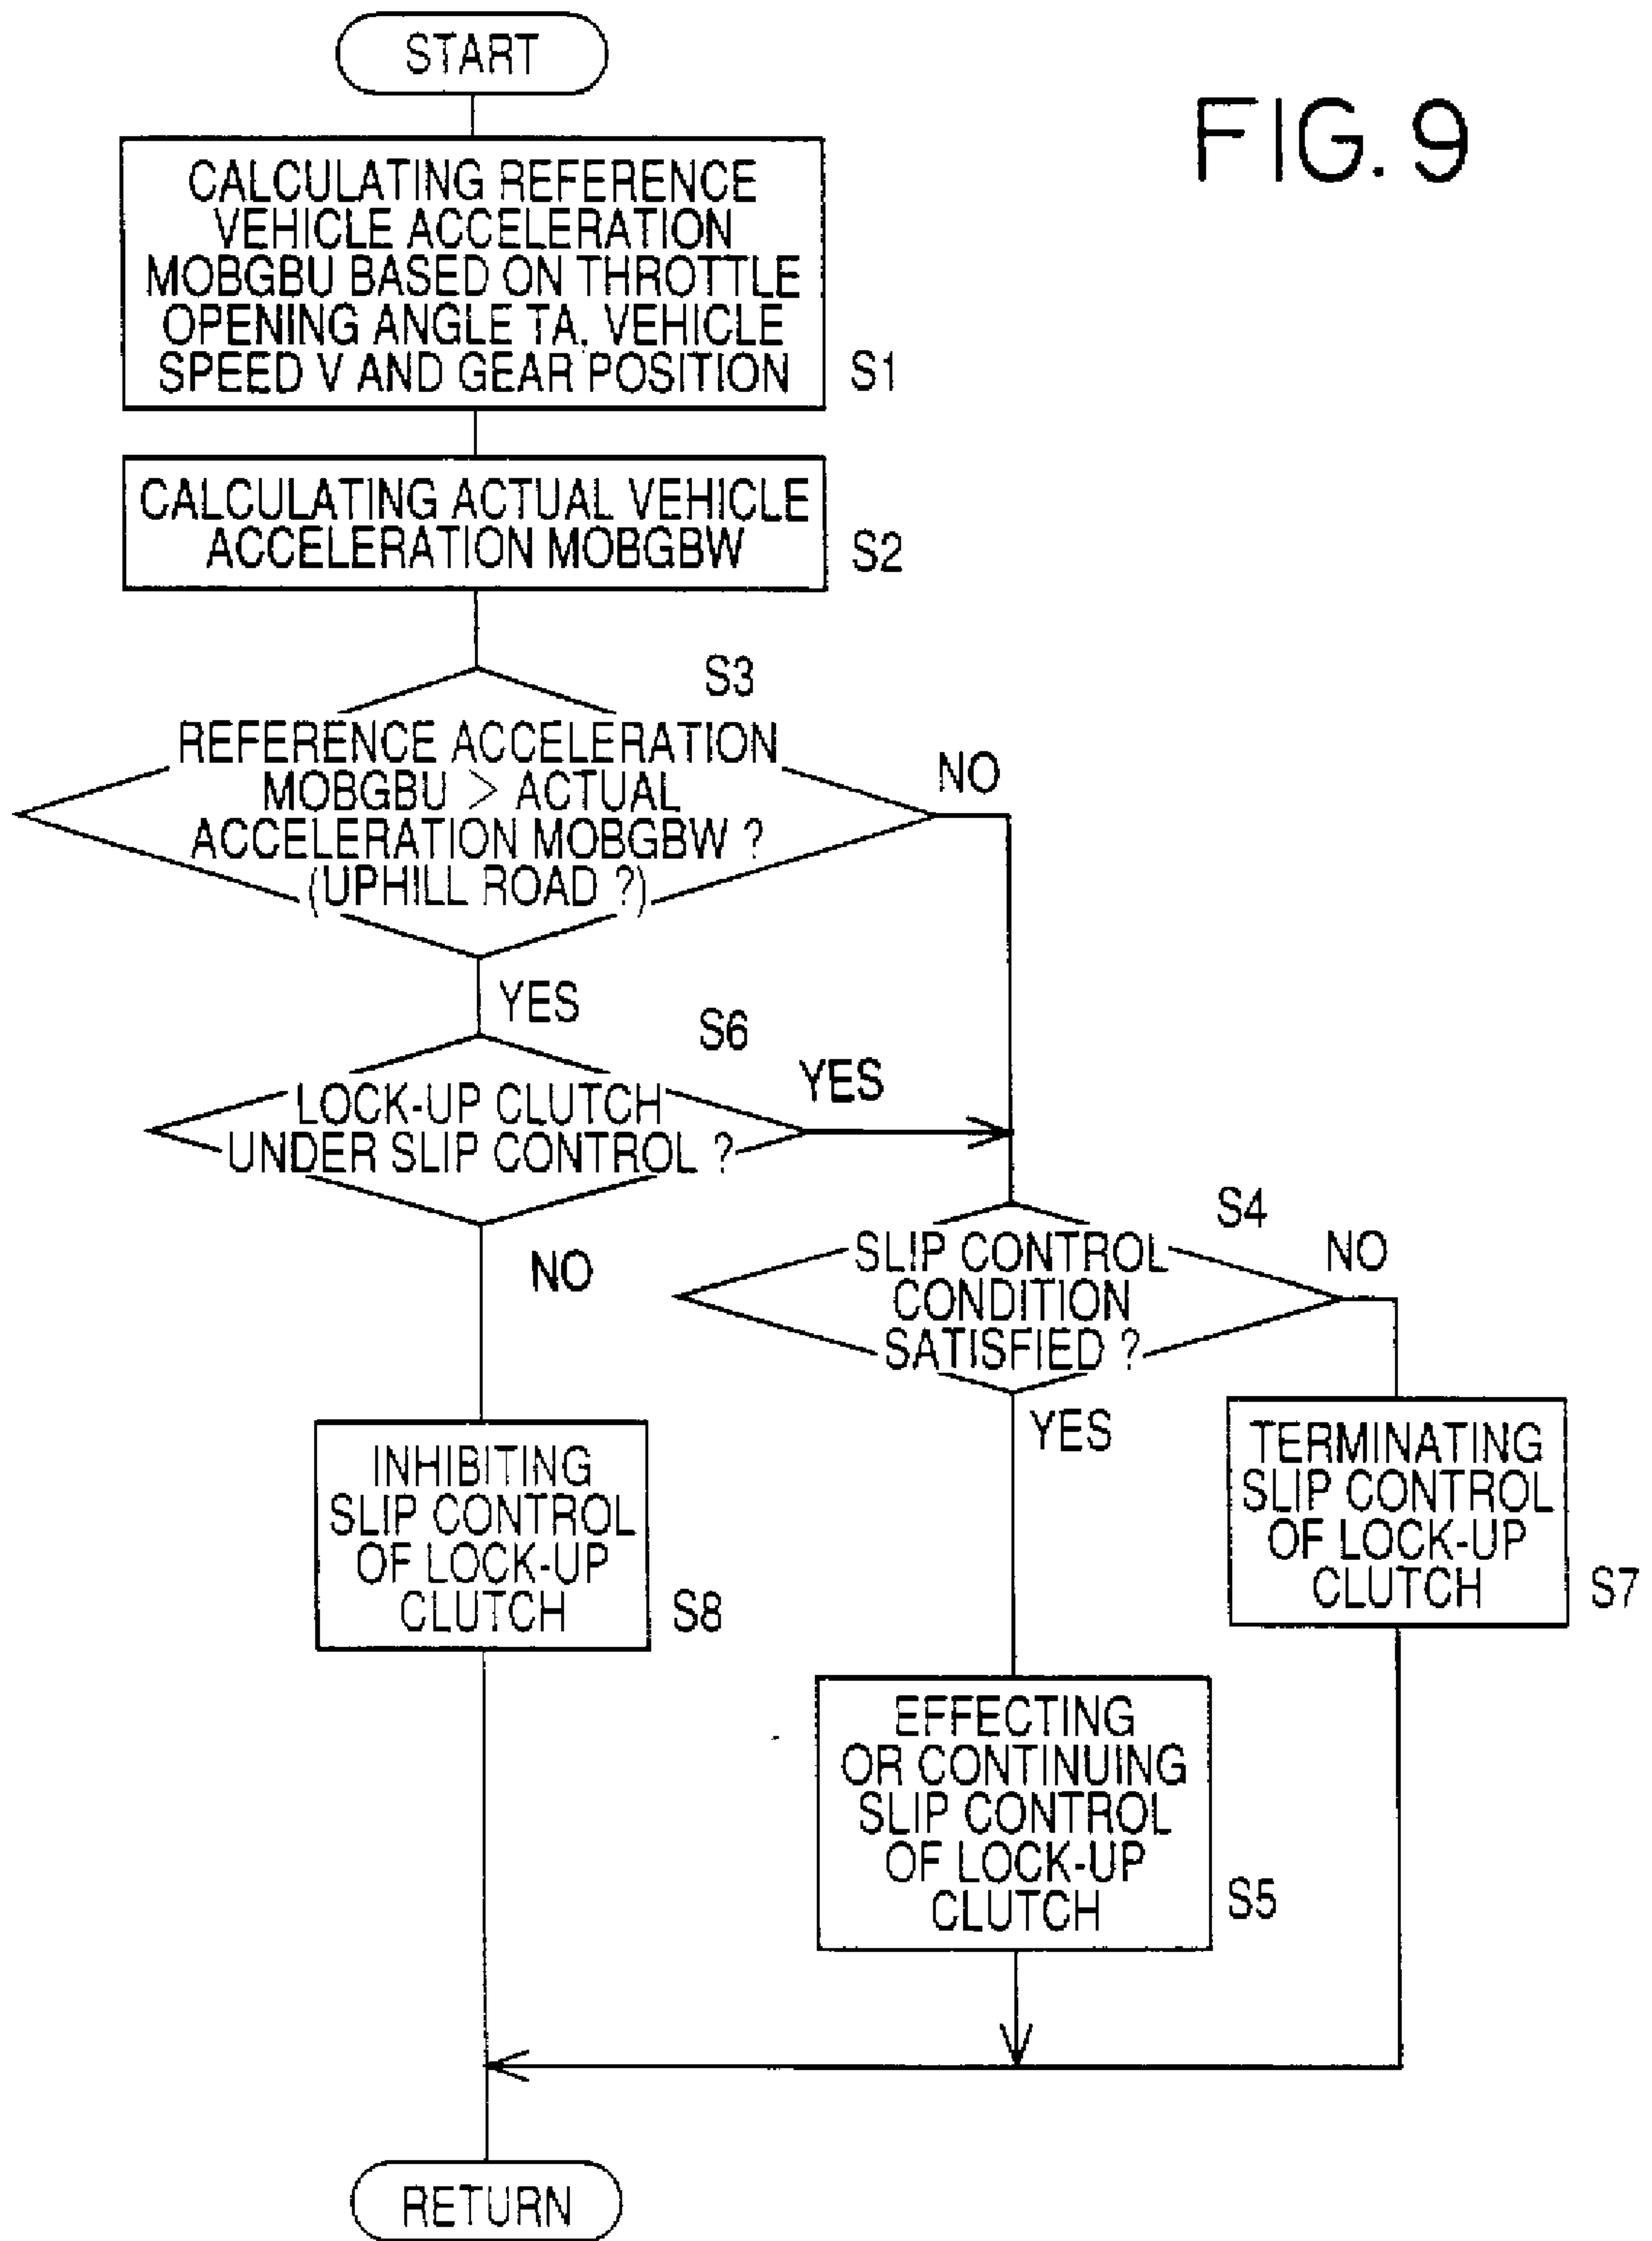 START
FIG. 9
CALCULATING REFERENCE
VEHICLE ACCELERATION
MOBGBU BASED ON THROTTLE
OPENING ANGLE TA, VEHICLE
SPEED V AND GEAR POSITION
S1
CALCULATING ACTUAL VEHICLE
ACCELERATION MOBGBW
S2
S3
REFERENCE ACCELERATION
MOBGBU > ACTUAL
ACCELERATION MOBGBW ?
(UPHILL ROAD ?)
NO
YES
S6
LOCK-UP CLUTCH
UNDER SLIP CONTROL ?
YES
NO
S4
SLIP CONTROL
CONDITION
SATISFIED ?
NO
YES
INHIBITING
SLIP CONTROL
OF LOCK-UP
CLUTCH
S8
TERMINATING
SLIP CONTROL
OF LOCK-UP
CLUTCH
S7
EFFECTING
OR CONTINUING
SLIP CONTROL
OF LOCK-UP
CLUTCH
S5
RETURN